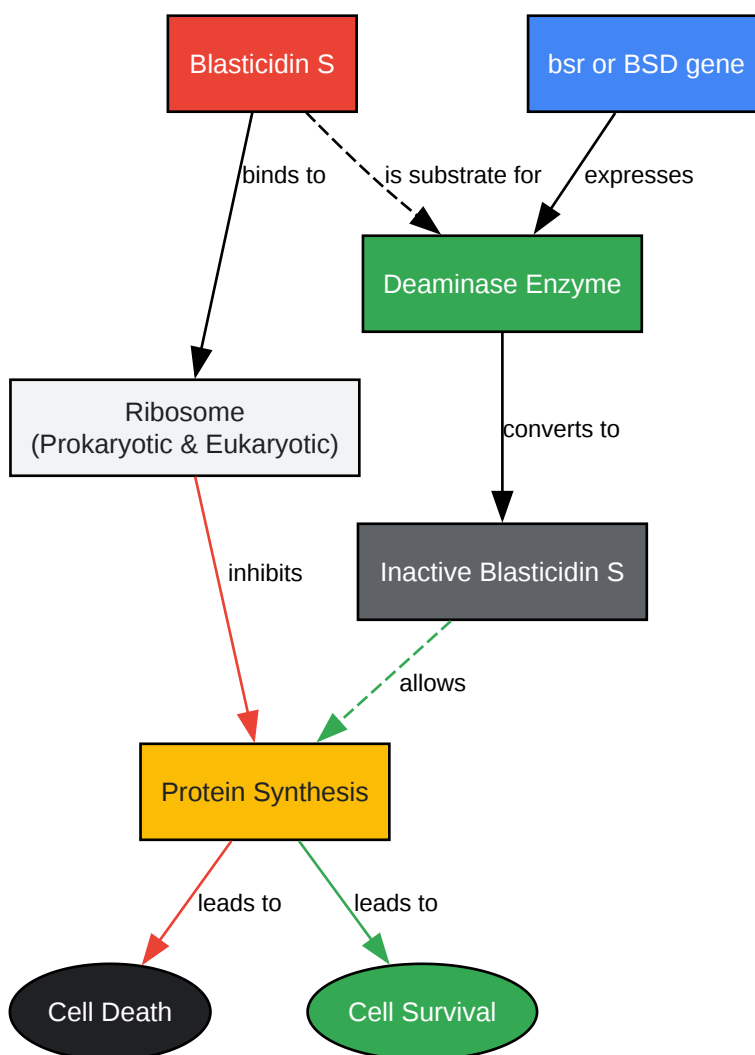 Blasticidin S
bsr or BSD gene
binds to
is substrate for
expresses
Deaminase Enzyme
Ribosome
(Prokaryotic & Eukaryotic)
converts to
Inactive Blasticidin S
inhibits
allows
Protein Synthesis
leads to
leads to
Cell Death
Cell Survival